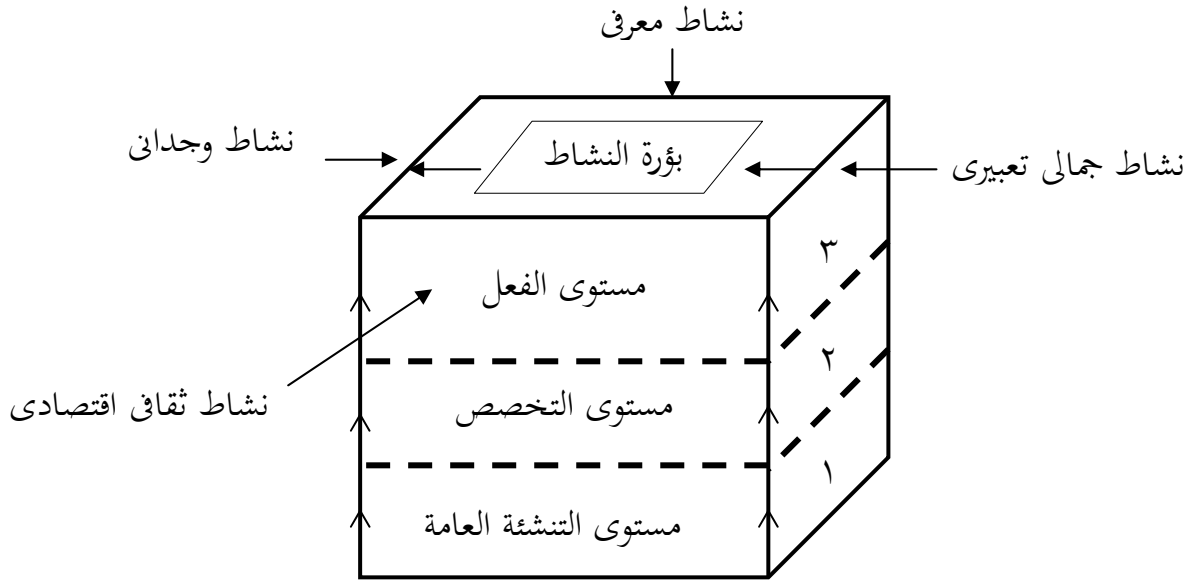 نشاط معرفى
نشاط وجدانى
بؤرة النشاط
نشاط جمالى تعبيرى
٣
مستوى الفعل
٢
نشاط ثقافى اقتصادى
مستوى التخصص
١
مستوى التنشئة العامة